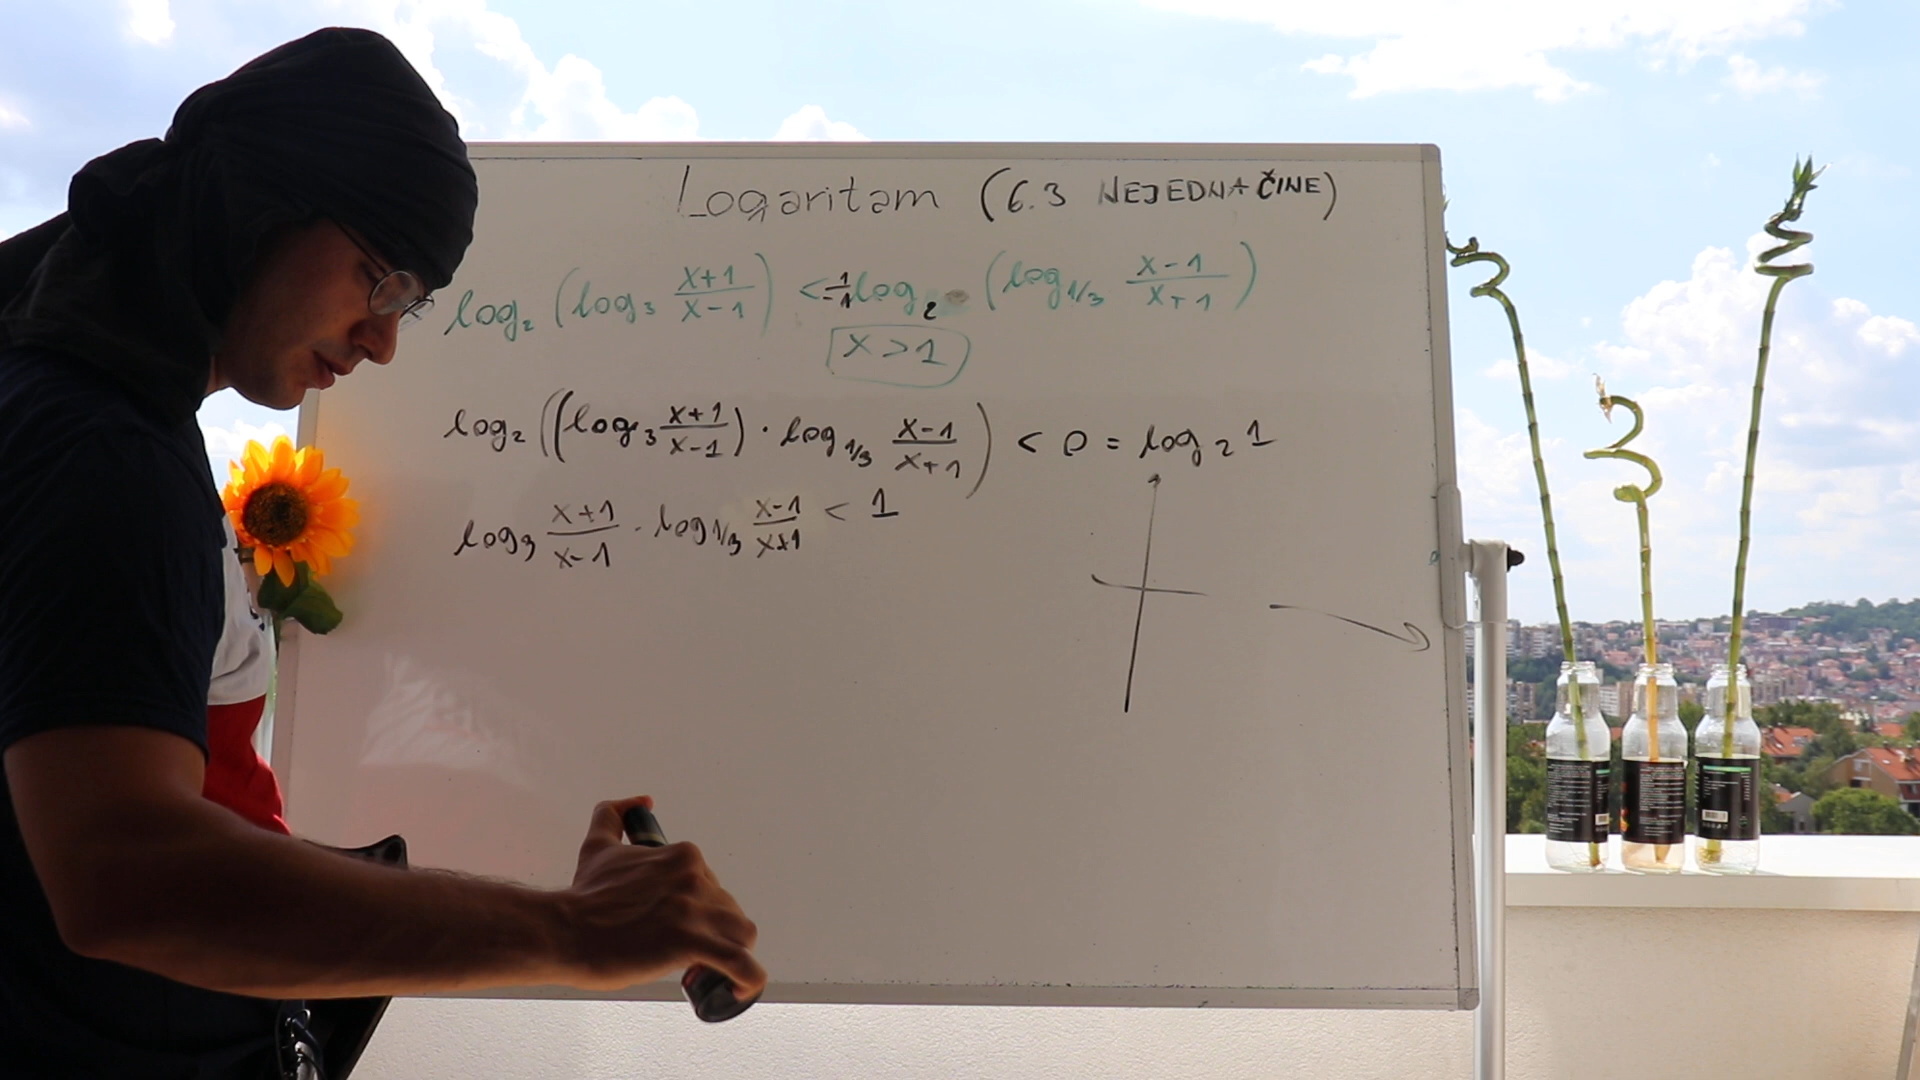 Logaritam (6.3 NEJEDNAČINE)
log₂ (log₃ (x+1)/(x-1)) < 1/-1 log₂ (log₁/₃ (x-1)/(x+1))
x > 1
log₂ ((log₃ (x+1)/(x-1)) · log₁/₃ (x-1)/(x+1)) < 0 = log₂ 1
log₃ (x+1)/(x-1) · log₁/₃ (x-1)/(x+1) < 1